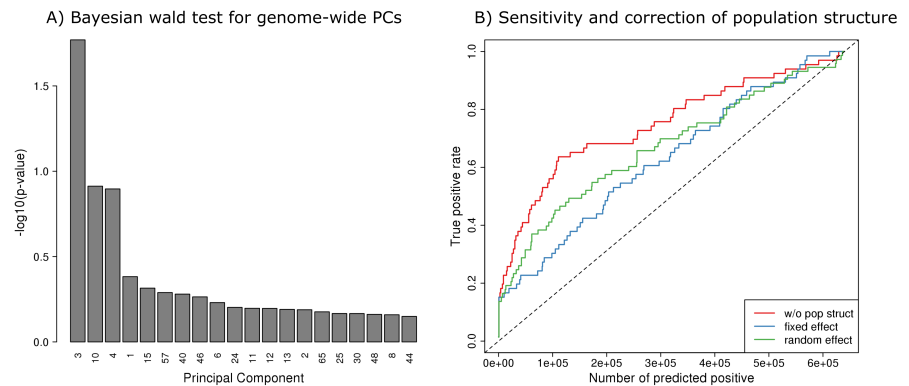 A) Bayesian wald test for genome-wide PCs
-log10(p-value)
1.5
1.0
0.5
0.0
3 10 4 1 15 57 40 46 6 24 11 12 13 2 65 25 30 48 8 44
Principal Component
B) Sensitivity and correction of population structure
True positive rate
1.0
0.8
0.6
0.4
0.2
0.0
w/o pop struct
fixed effect
random effect
0e+00 1e+05 2e+05 3e+05 4e+05 5e+05 6e+05
Number of predicted positive